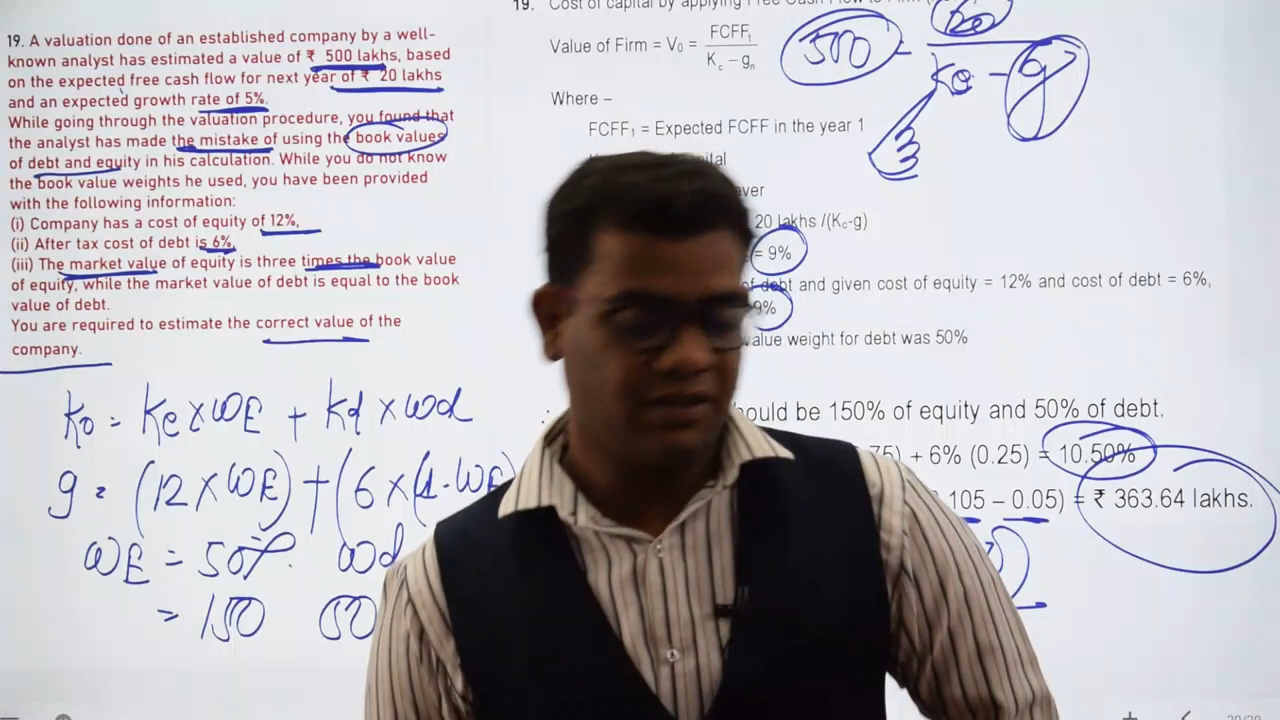 19. A valuation done of an established company by a well-
known analyst has estimated a value of ₹ 500 lakhs, based
on the expected free cash flow for next year of ₹ 20 lakhs
and an expected growth rate of 5%.
While going through the valuation procedure, you found that
the analyst has made the mistake of using the book values
of debt and equity in his calculation. While you do not know
the book value weights he used, you have been provided
with the following information:
(i) Company has a cost of equity of 12%,
(ii) After tax cost of debt is 6%,
(iii) The market value of equity is three times the book value
of equity, while the market value of debt is equal to the book
value of debt.
You are required to estimate the correct value of the
company.
Ko = Ke×WE + Kd×Wd
9 = (12×WE)+(6×(1-WE)
WE = 50% Wd
= 150 50
19. Cost of capital by applying Free Cash Flow to Firm
Value of Firm = V0 = FCFF1
Kc – gn
500 =
Ko – g
Where –
FCFF1 = Expected FCFF in the year 1
20 lakhs /(Kc-g)
= 9%
debt and given cost of equity = 12% and cost of debt = 6%,
9%
value weight for debt was 50%
should be 150% of equity and 50% of debt.
75) + 6% (0.25) = 10.50%
105 – 0.05) = ₹ 363.64 lakhs.